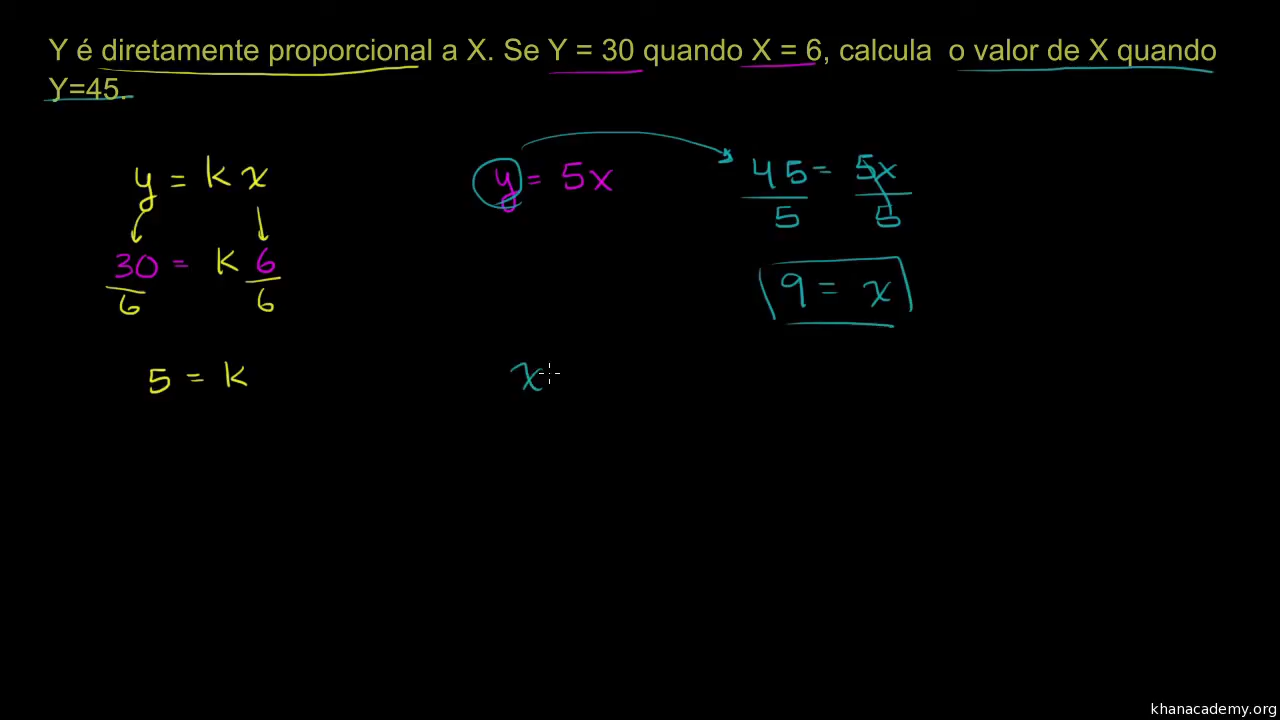 Y é diretamente proporcional a X. Se Y = 30 quando X = 6, calcula o valor de X quando
Y=45.
y = k x
30 = k 6
6 6
5 = k
y = 5x
45 = 5x
5 5
9 = x
x
khanacademy.org